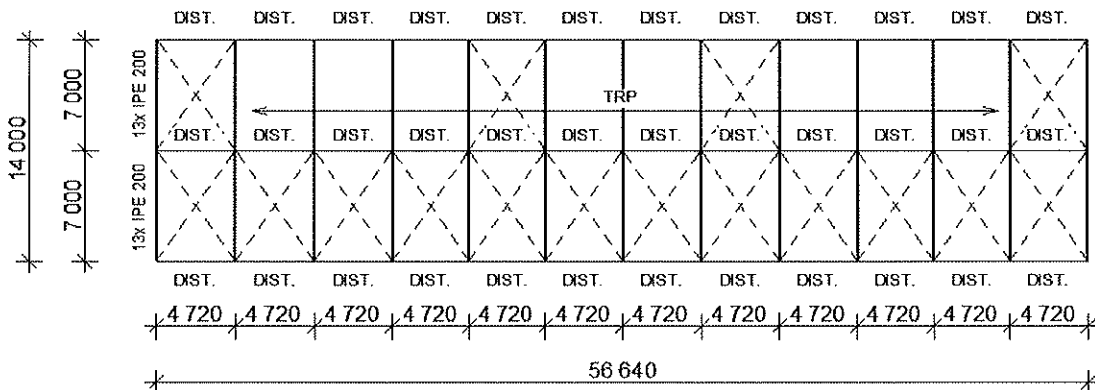 DIST. DIST. DIST. DIST. DIST. DIST. DIST. DIST. DIST. DIST. DIST. DIST.
14 000
7 000
7 000
13x IPE 200
13x IPE 200
TRP
DIST. DIST. DIST. DIST. DIST. DIST. DIST. DIST. DIST. DIST. DIST. DIST.
DIST. DIST. DIST. DIST. DIST. DIST. DIST. DIST. DIST. DIST. DIST. DIST.
4 720 4 720 4 720 4 720 4 720 4 720 4 720 4 720 4 720 4 720 4 720 4 720
56 640